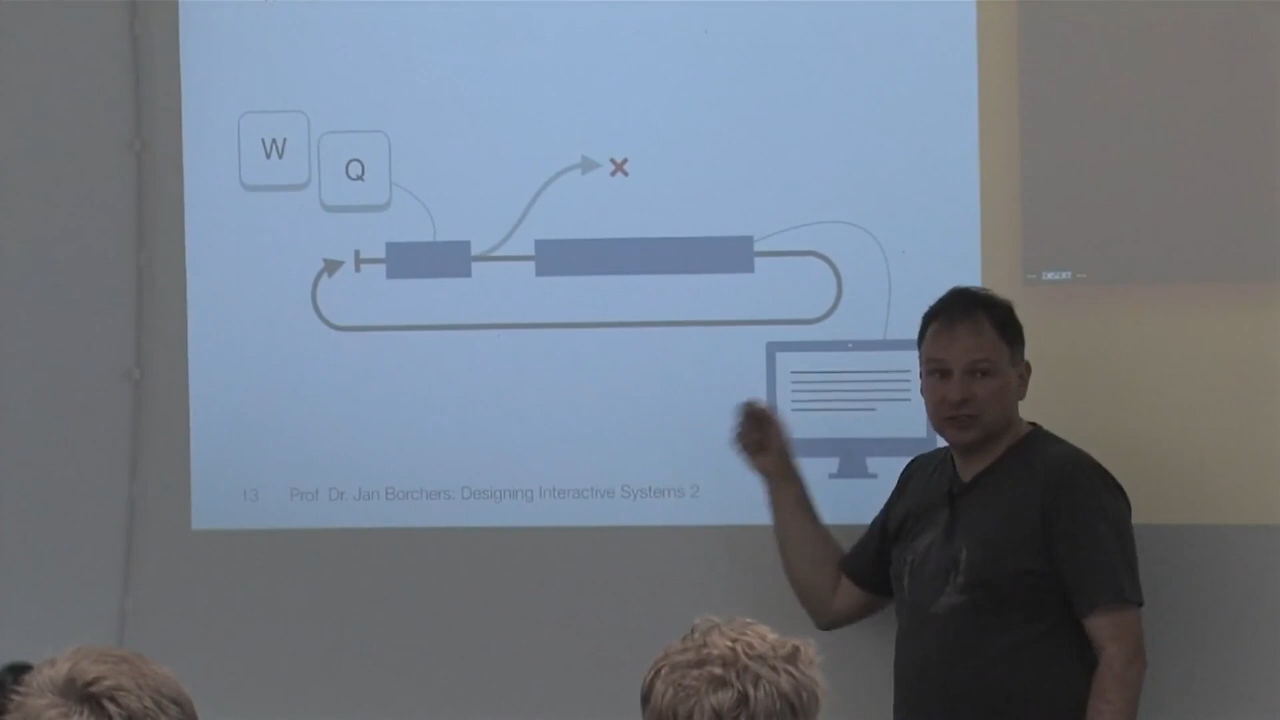 W
Q
13 Prof. Dr. Jan Borchers: Designing Interactive Systems 2